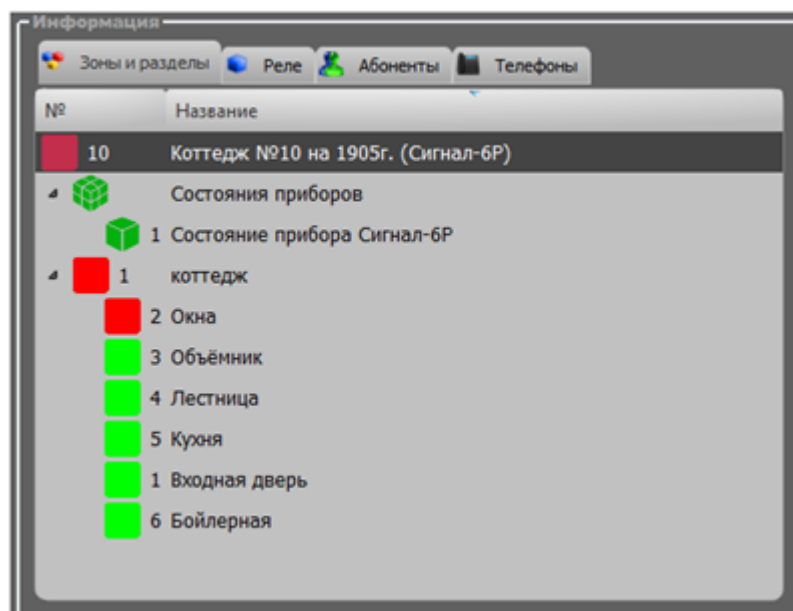 Информация
Зоны и разделы Реле Абоненты Телефоны
№ Название
10 Коттедж №10 на 1905г. (Сигнал-6Р)
Состояния приборов
1 Состояние прибора Сигнал-6Р
1 коттедж
2 Окна
3 Объёмник
4 Лестница
5 Кухня
1 Входная дверь
6 Бойлерная